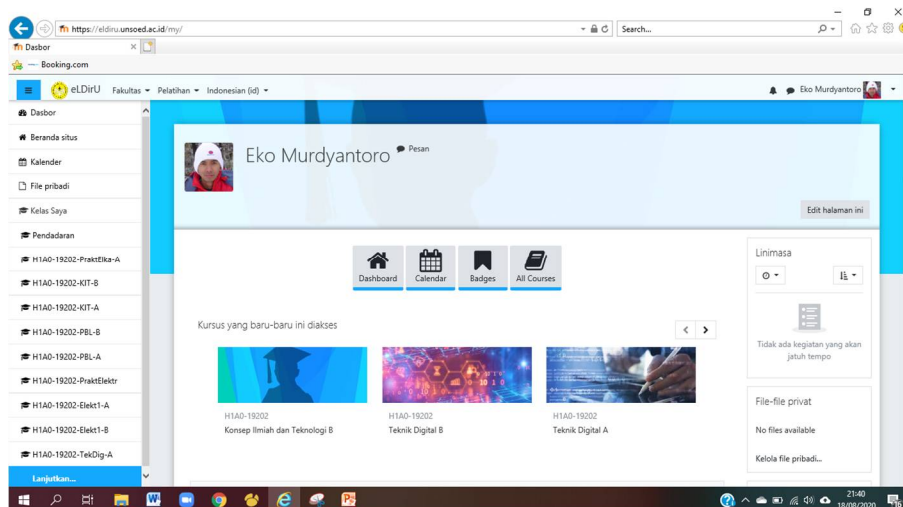 https://eldiru.unsoed.ac.id/my/
Search...
Dasbor
Booking.com
eLDirU Fakultas Pelatihan Indonesian (id)
Eko Murdyantoro
Dasbor
Beranda situs
Kalender
File pribadi
Kelas Saya
Pendadaran
H1A0-19202-PraktElka-A
H1A0-19202-KIT-B
H1A0-19202-KIT-A
H1A0-19202-PBL-B
H1A0-19202-PBL-A
H1A0-19202-PraktElektr
H1A0-19202-Elekt1-A
H1A0-19202-Elekt1-B
H1A0-19202-TekDig-A
Lanjutkan...
Eko Murdyantoro Pesan
Edit halaman ini
Dashboard Calendar Badges All Courses
Kursus yang baru-baru ini diakses
H1A0-19202
Konsep Ilmiah dan Teknologi B
H1A0-19202
Teknik Digital B
H1A0-19202
Teknik Digital A
Linimasa
Tidak ada kegiatan yang akan
jatuh tempo
File-file privat
No files available
Kelola file pribadi...
21:40
18/08/2020
16